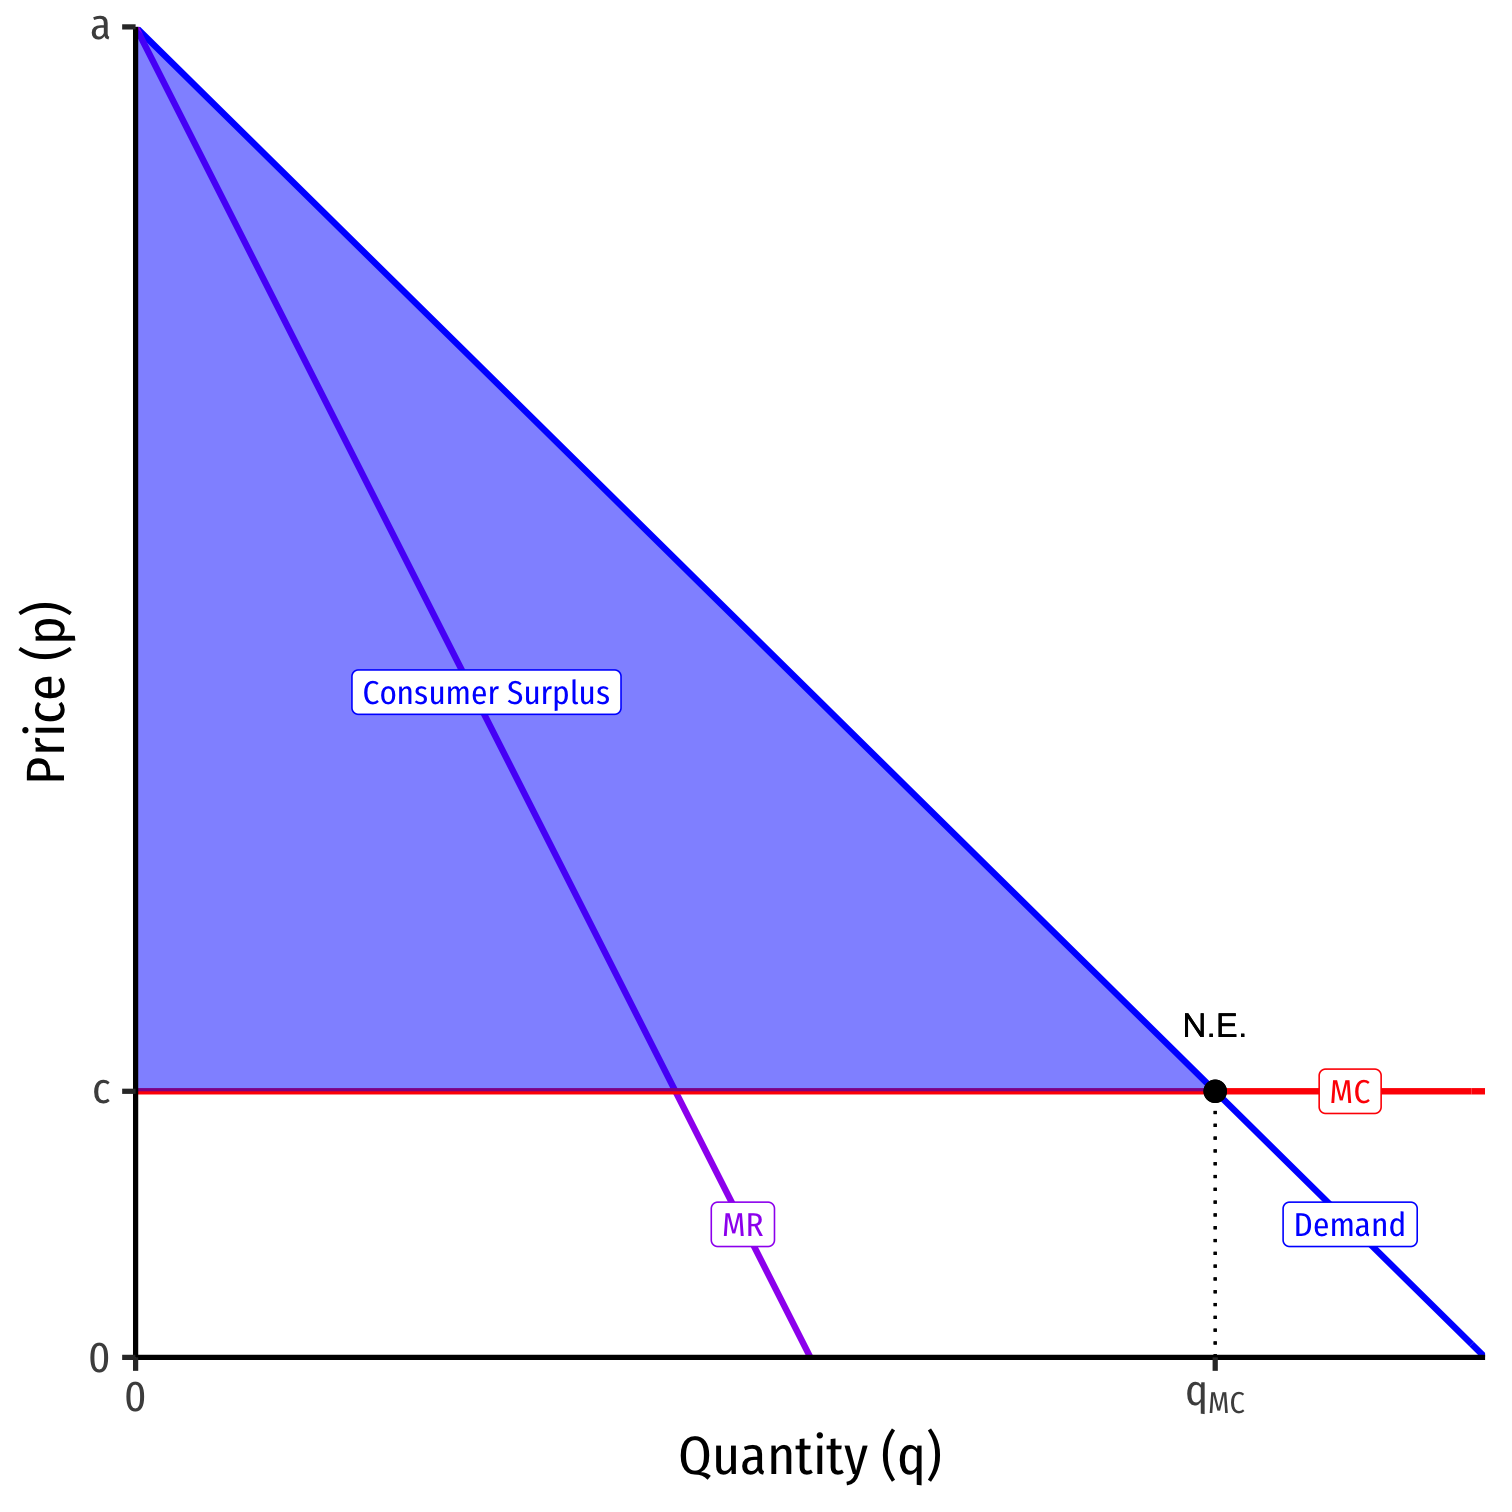 a
Price (p)
Consumer Surplus
N.E.
c
MC
MR
Demand
0
0
qMC
Quantity (q)